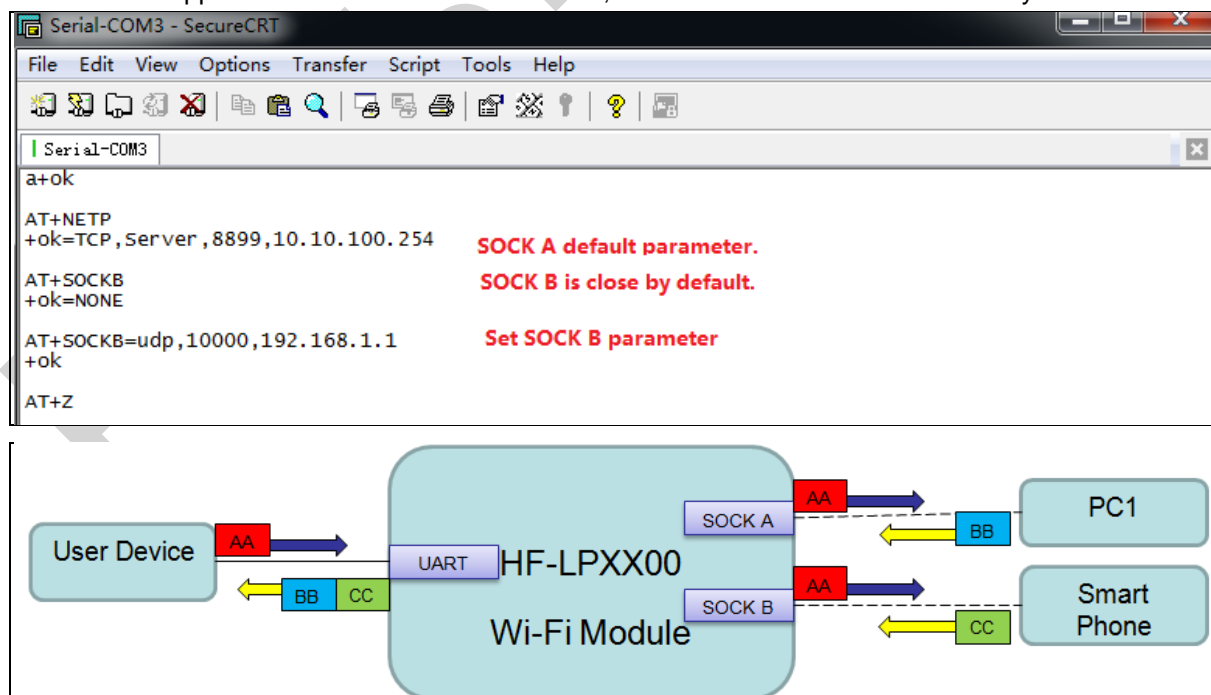 Serial-COM3 - SecureCRT
File Edit View Options Transfer Script Tools Help
Serial-COM3
a+ok
AT+NETP
+ok=TCP,Server,8899,10.10.100.254
SOCK A default parameter.
AT+SOCKB
SOCK B is close by default.
+ok=NONE
AT+SOCKB=udp,10000,192.168.1.1
Set SOCK B parameter
+ok
AT+Z
User Device
AA
BB CC
UART
HF-LPXX00
Wi-Fi Module
SOCK A
AA
BB
PC1
SOCK B
AA
CC
Smart
Phone